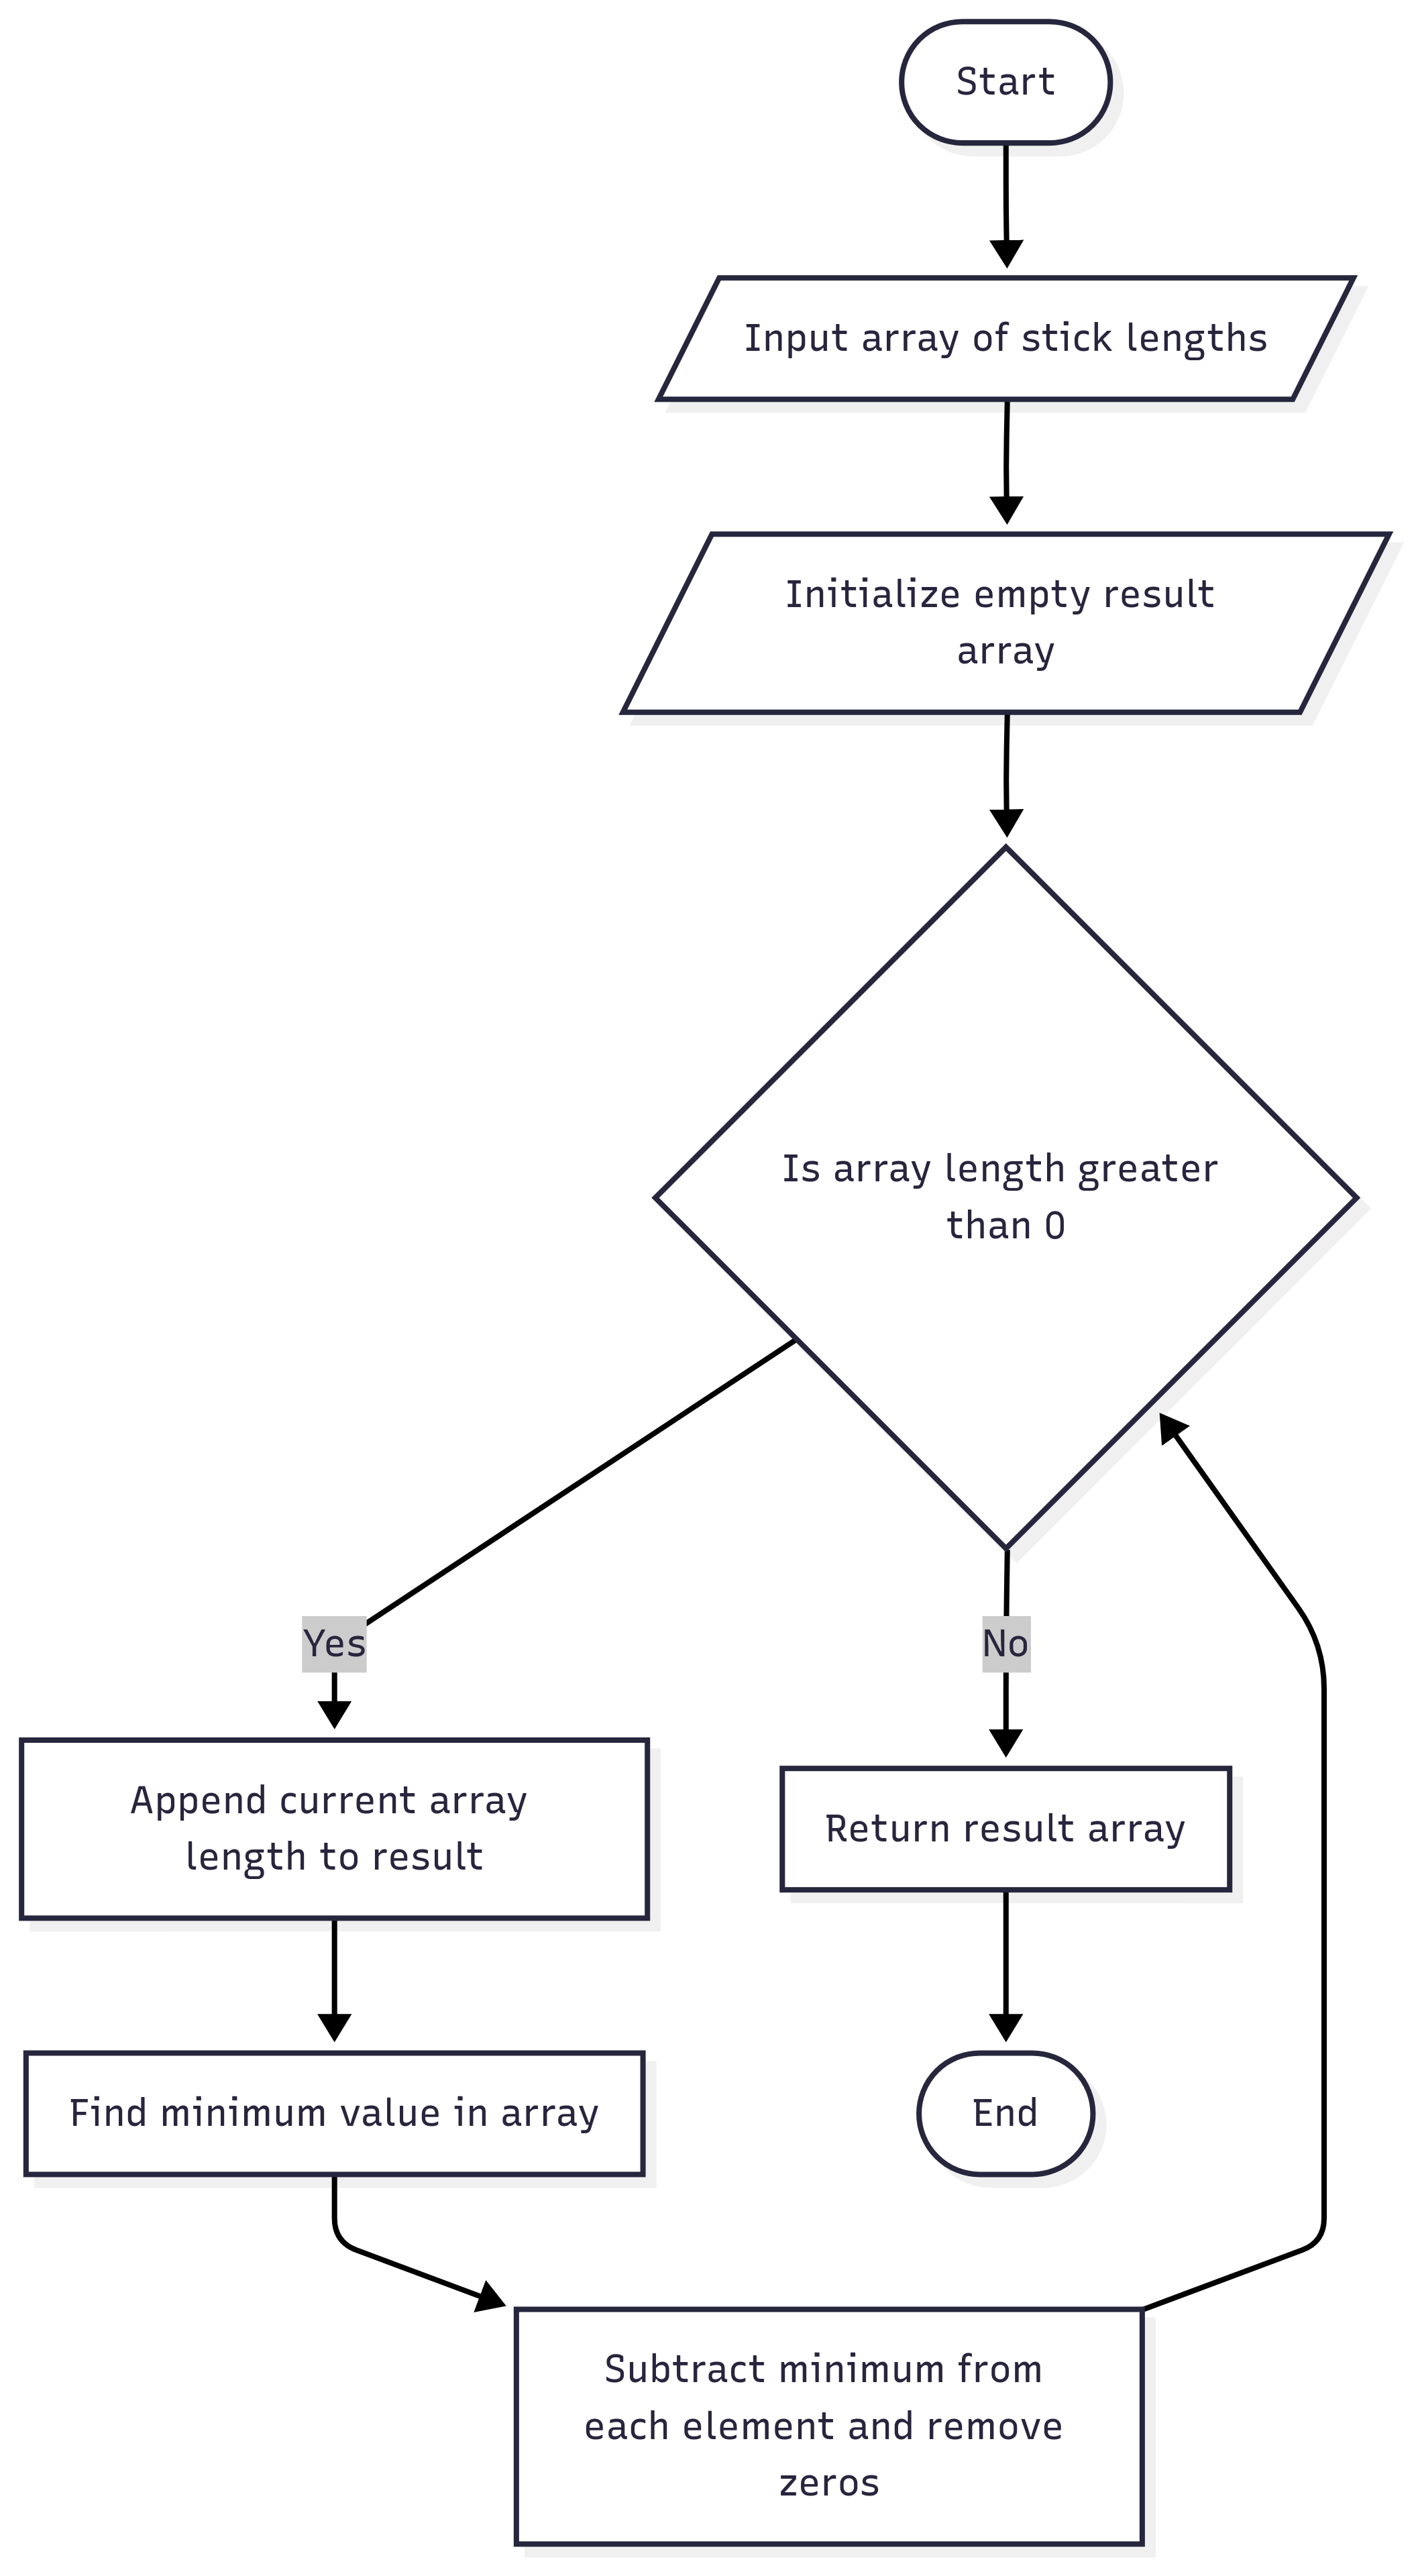 Start
Input array of stick lengths
Initialize empty result
array
Is array length greater
than 0
Yes
No
Append current array
length to result
Return result array
Find minimum value in array
End
Subtract minimum from
each element and remove
zeros